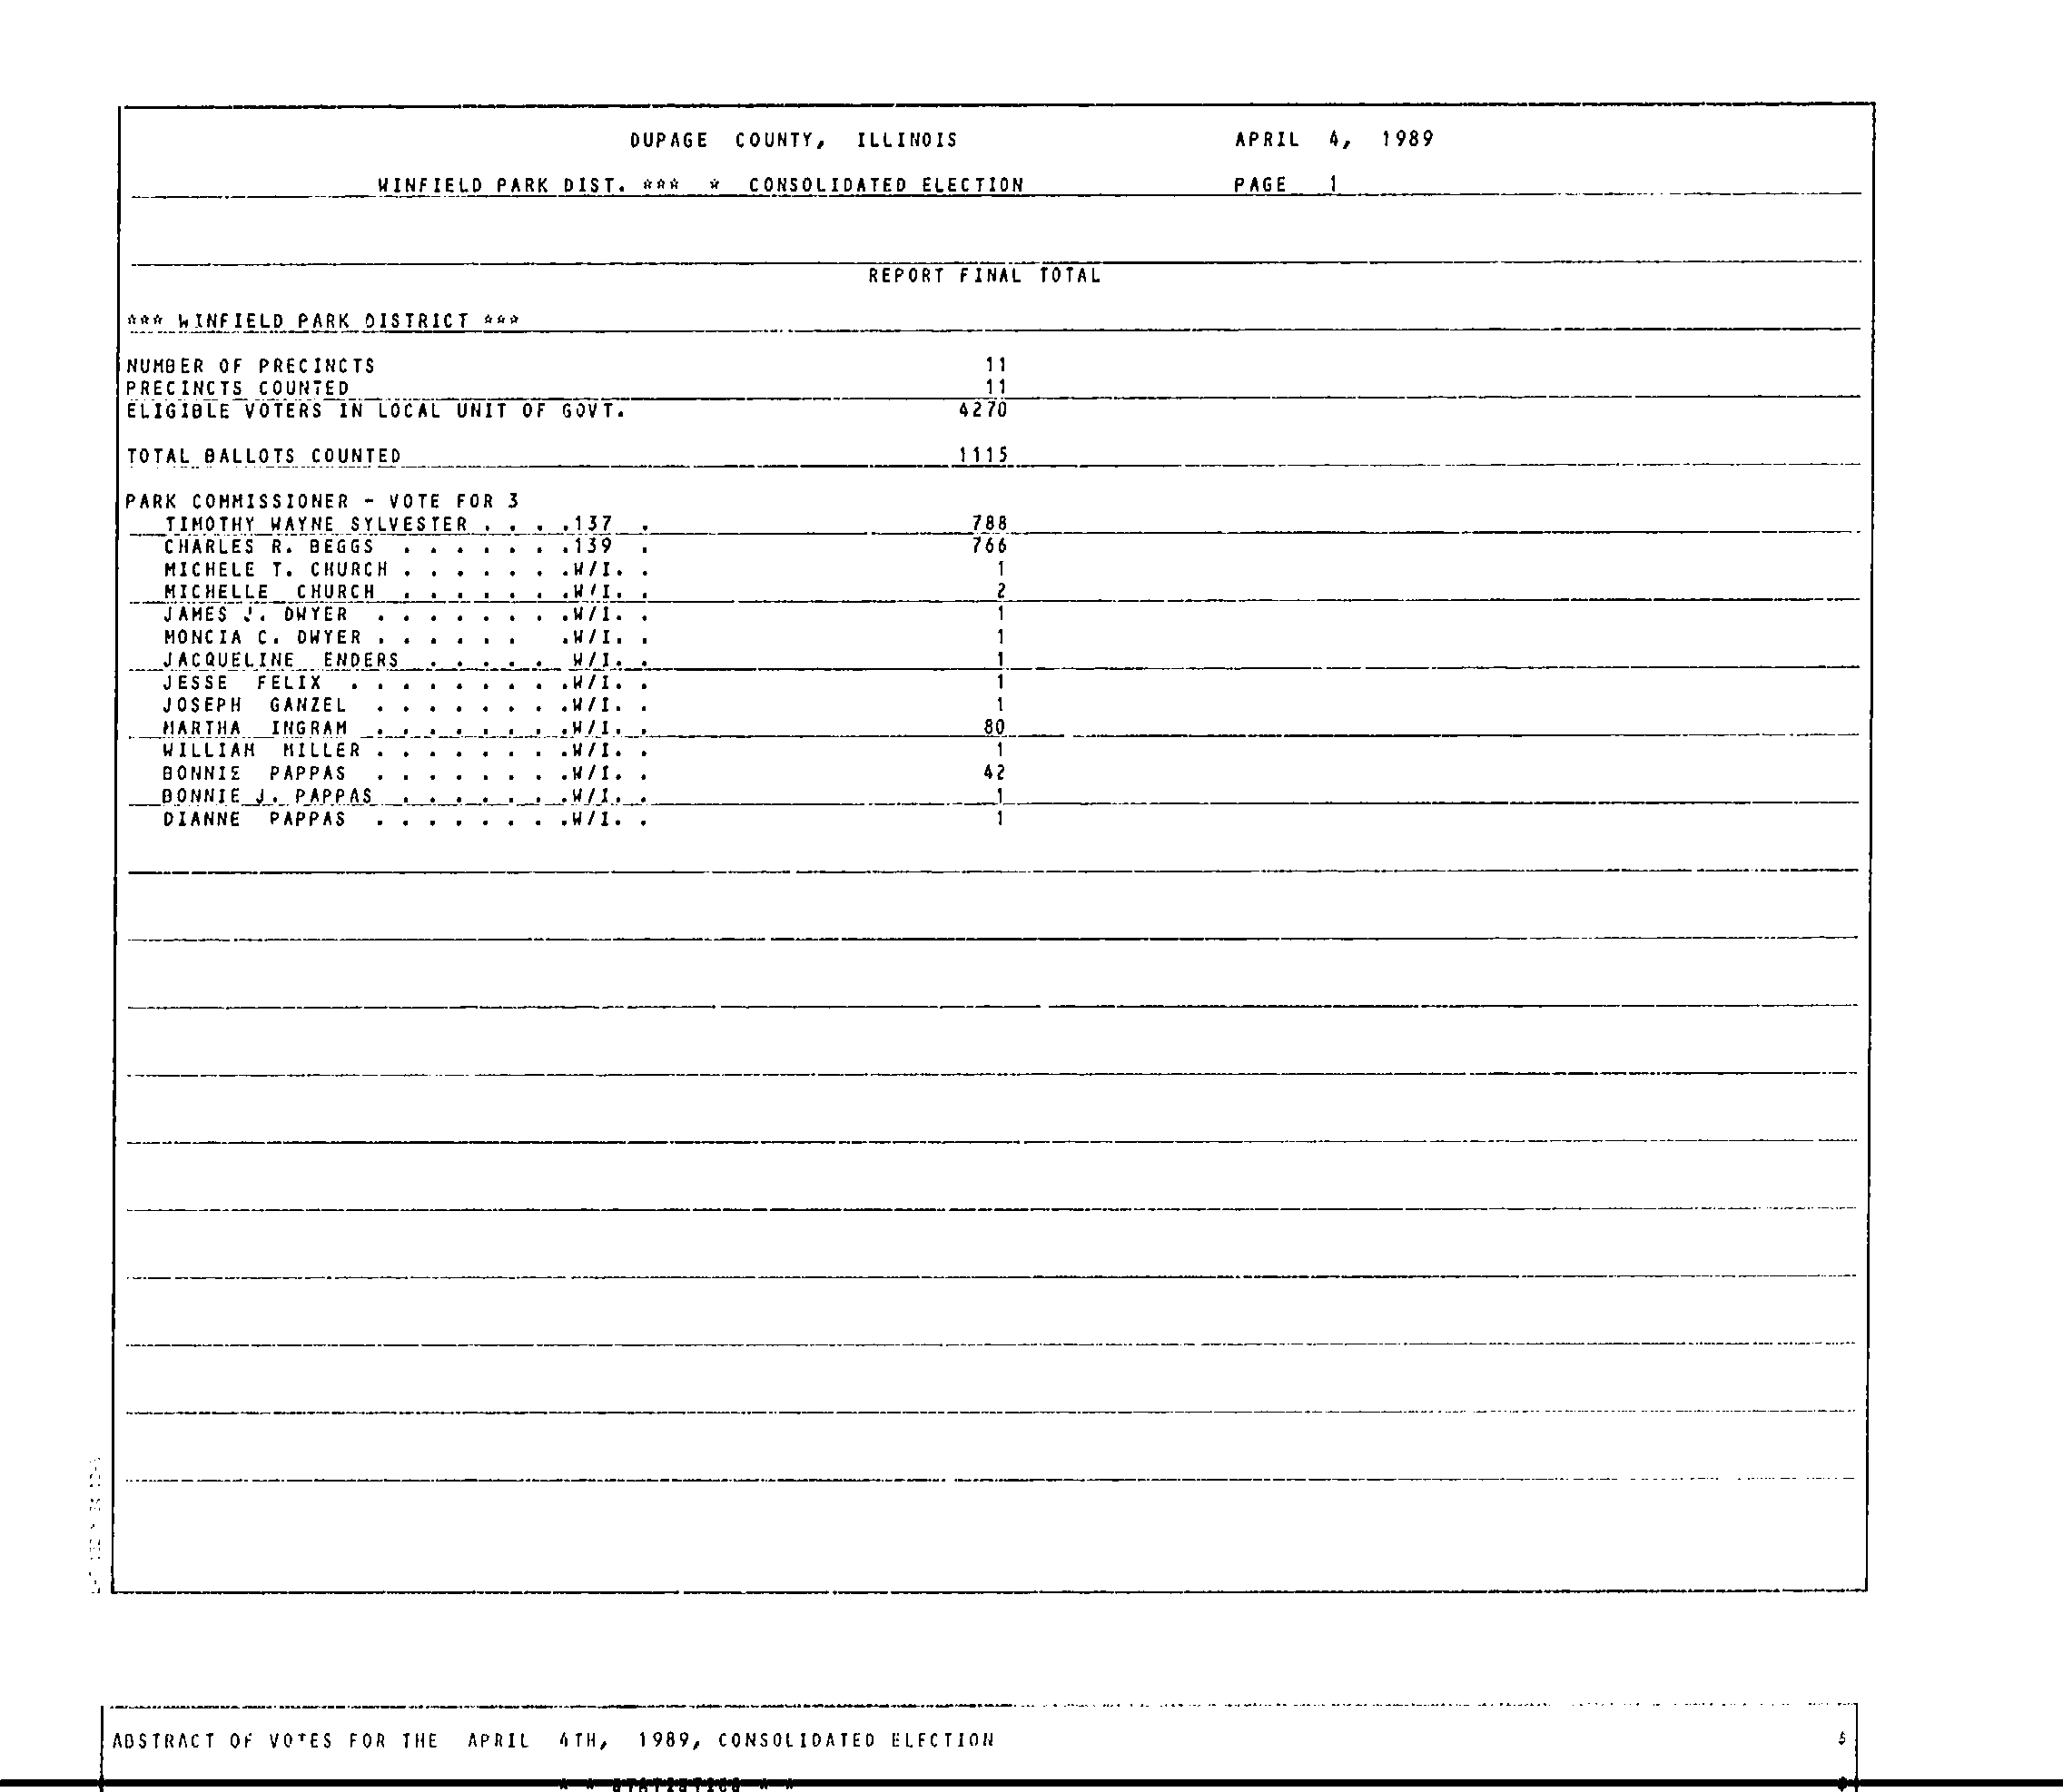 DUPAGE COUNTY, ILLINOIS APRIL 4, 1989
WINFIELD PARK DIST. *** * CONSOLIDATED ELECTION PAGE 1
REPORT FINAL TOTAL
*** WINFIELD PARK DISTRICT ***
NUMBER OF PRECINCTS 11
PRECINCTS COUNTED 11
ELIGIBLE VOTERS IN LOCAL UNIT OF GOVT. 4270
TOTAL BALLOTS COUNTED 1115
PARK COMMISSIONER - VOTE FOR 3
TIMOTHY WAYNE SYLVESTER . . . .137 . 788
CHARLES R. BEGGS . . . . . . .139 . 766
MICHELE T. CHURCH . . . . . . .W/I. . 1
MICHELLE CHURCH . . . . . . .W/I. . 2
JAMES J. DWYER . . . . . . . .W/I. . 1
MONCIA C. DWYER . . . . . . .W/I. . 1
JACQUELINE ENDERS . . . . . W/I. . 1
JESSE FELIX . . . . . . . . .W/I. . 1
JOSEPH GANZEL . . . . . . . .W/I. . 1
MARTHA INGRAM . . . . . . . .W/I. . 80
WILLIAM MILLER . . . . . . . .W/I. . 1
BONNIE PAPPAS . . . . . . . .W/I. . 42
BONNIE J. PAPPAS . . . . . . .W/I. . 1
DIANNE PAPPAS . . . . . . . .W/I. . 1
ABSTRACT OF VOTES FOR THE APRIL 4TH, 1989, CONSOLIDATED ELECTION
* * STATISTICS * *